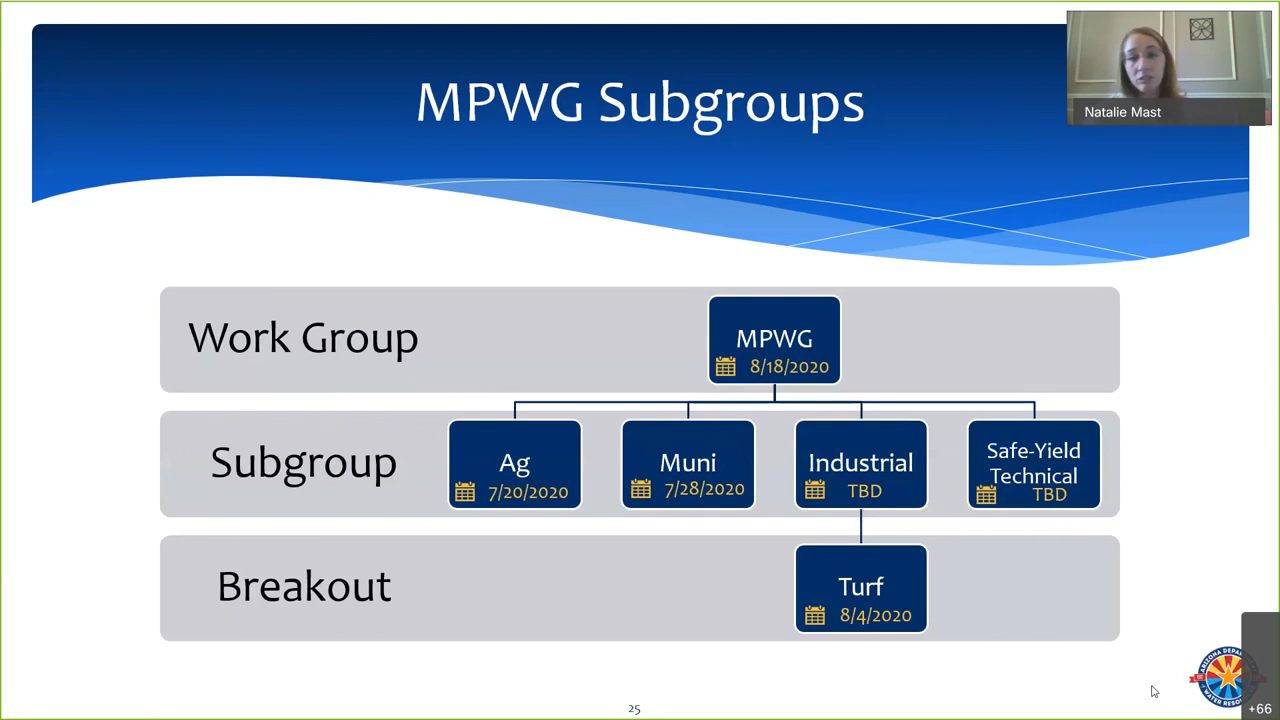 MPWG Subgroups
Natalie Mast
Work Group
MPWG
8/18/2020
Subgroup
Ag
7/20/2020
Muni
7/28/2020
Industrial
TBD
Safe-Yield
Technical
TBD
Breakout
Turf
8/4/2020
25
+66